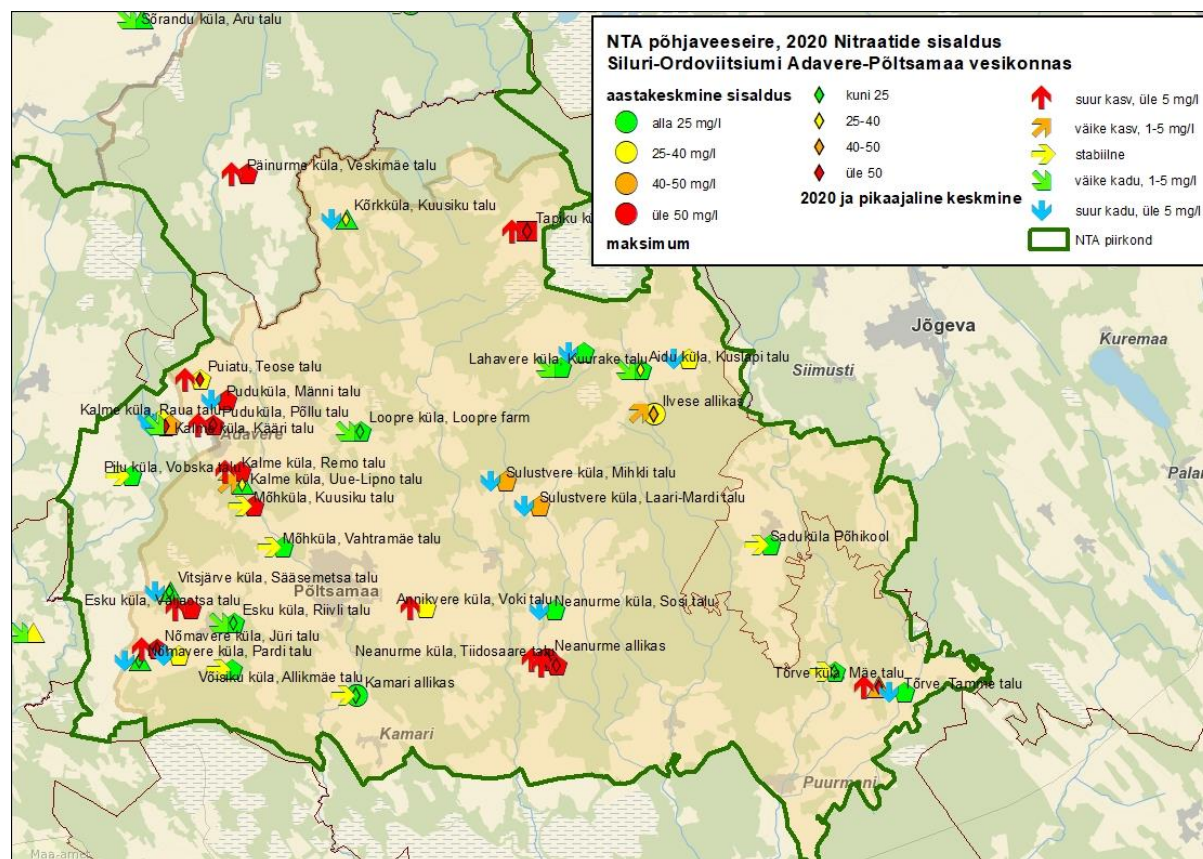 Sõrandu küla, Aru talu
NTA põhjaveeseire, 2020 Nitraatide sisaldus
Siluri-Ordoviitsiumi Adavere-Põltsamaa vesikonnas
aastakeskmine sisaldus
alla 25 mg/l
25-40 mg/l
40-50 mg/l
üle 50 mg/l
maksimum
kuni 25
25-40
40-50
üle 50
2020 ja pikaajaline keskmine
suur kasv, üle 5 mg/l
väike kasv, 1-5 mg/l
stabiilne
väike kadu, 1-5 mg/l
suur kadu, üle 5 mg/l
NTA piirkond
Päinurme küla, Veskimäe talu
Kõrkküla, Kuusiku talu
Tapiku
Jõgeva
Kuremaa
Siimusti
Lahavere küla, Kuurake talu
Aidu küla, Kuslapi talu
Puiatu, Teose talu
Puduküla, Männi talu
Ilvese allikas
Kalme küla, Raua talu
Puduküla, Põllu talu
Kalme küla, Kääri talu
Adavere
Loopre küla, Loopre farm
Pilu küla, Vobska talu
Kalme küla, Remo talu
Kalme küla, Uue-Lipno talu
Sulustvere küla, Mihkli talu
Mõhküla, Kuusiku talu
Sulustvere küla, Laari-Mardi talu
Mõhküla, Vahtramäe talu
Saduküla Põhikool
Vitsjärve küla, Sääsemetsa talu
Põltsamaa
Esku küla, talu
Annikvere küla, Voki talu
Neanurme küla, Sosi talu
Esku küla, Riivli talu
Nõmavere küla, Jüri talu
Nõmavere küla, Pardi talu
Neanurme küla, Tiidosaare talu
Neanurme allikas
Võisiku küla, Allikmäe talu
Kamari allikas
Tõrve küla, Mäe talu
Tõrve, Tamme talu
Kamari
Puurmani
Maa-amet